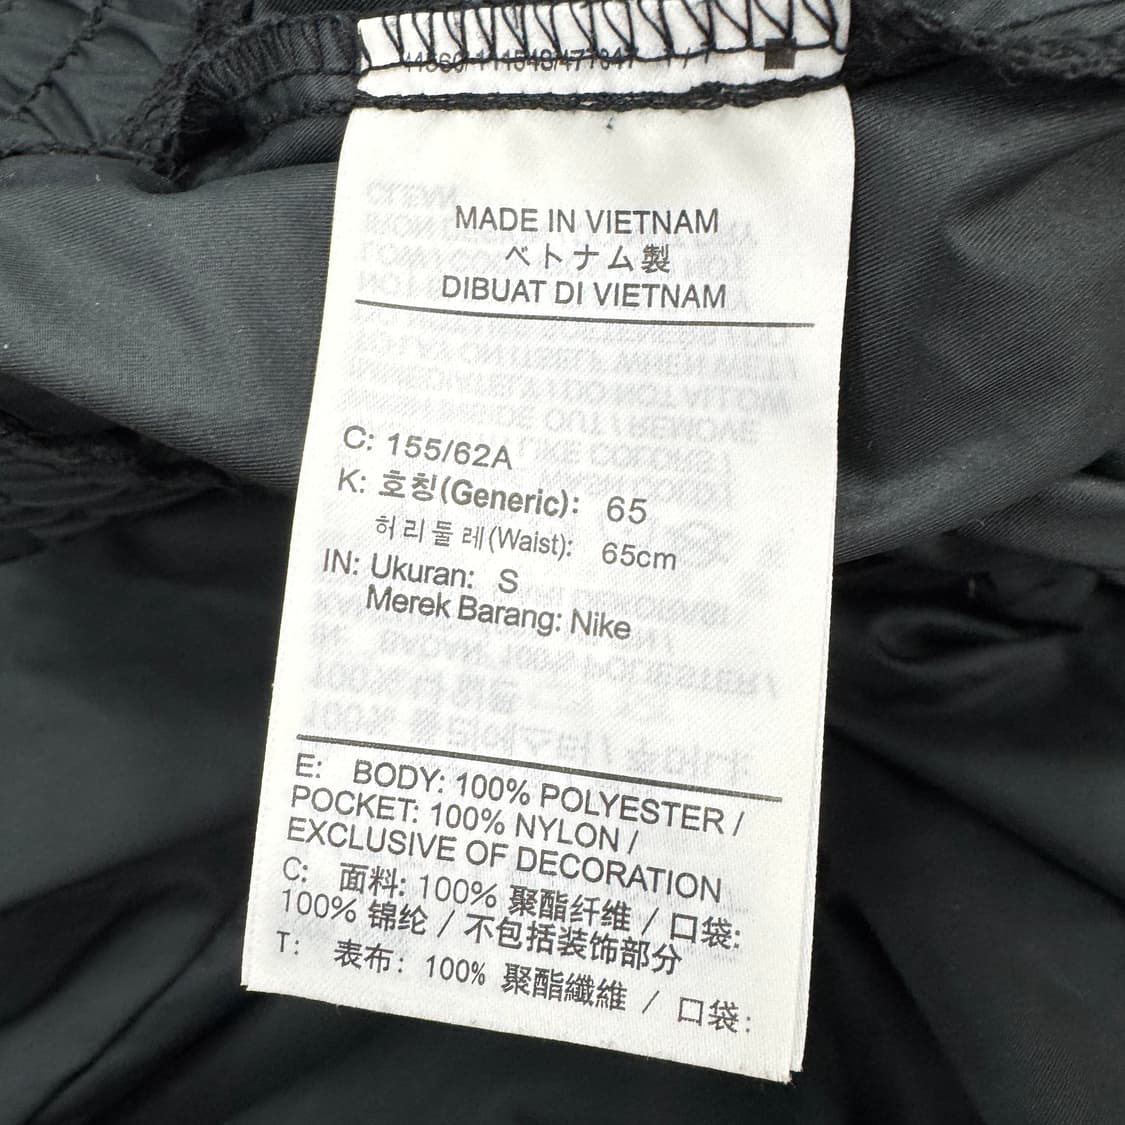 MADE IN VIETNAM
ベトナム製
DIBUAT DI VIETNAM
C: 155/62A
K: 호칭(Generic): 65
허리둘레(Waist): 65cm
IN: Ukuran: S
Merek Barang: Nike
E: BODY: 100% POLYESTER /
POCKET: 100% NYLON /
EXCLUSIVE OF DECORATION
C: 面料: 100% 聚酯纤维 / 口袋:
100% 锦纶 / 不包括装饰部分
T: 表布: 100% 聚酯纖維 / 口袋: